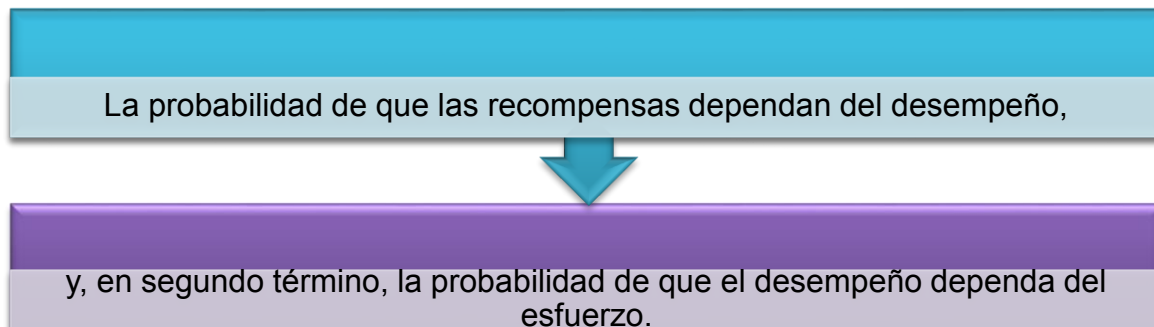 La probabilidad de que las recompensas dependan del desempeño,
y, en segundo término, la probabilidad de que el desempeño dependa del
esfuerzo.